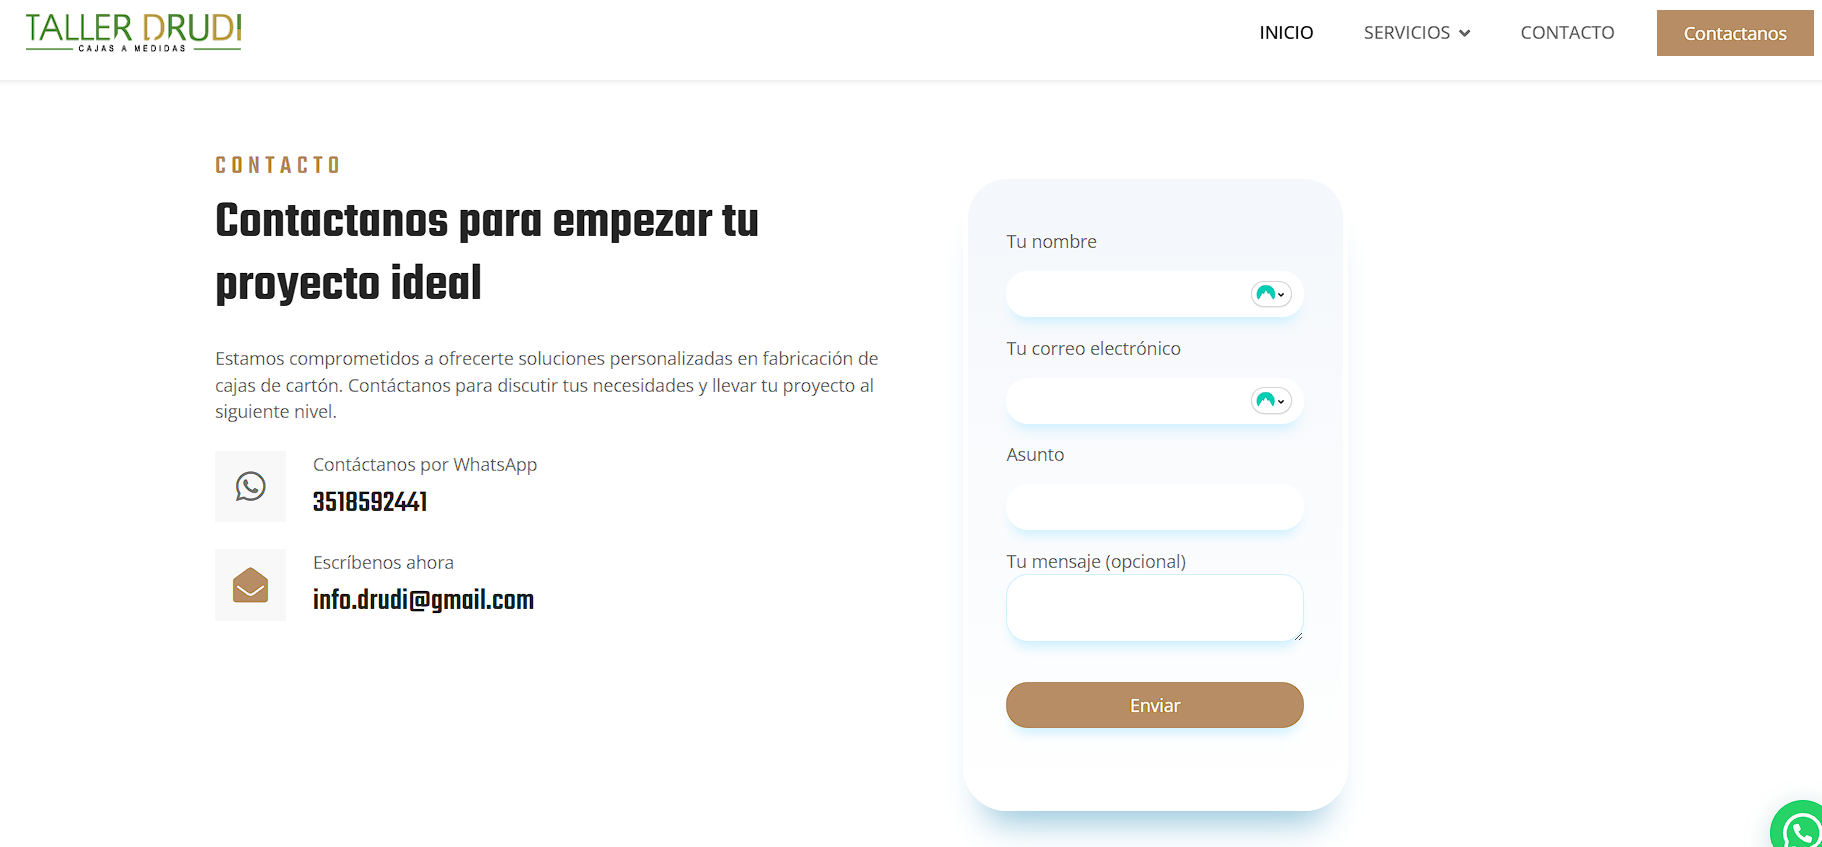 TALLER DRUDI
CAJAS A MEDIDAS
INICIO
SERVICIOS
CONTACTO
Contactanos
CONTACTO
Contactanos para empezar tu
proyecto ideal
Estamos comprometidos a ofrecerte soluciones personalizadas en fabricación de
cajas de cartón. Contáctanos para discutir tus necesidades y llevar tu proyecto al
siguiente nivel.
Contáctanos por WhatsApp
3518592441
Escríbenos ahora
info.drudi@gmail.com
Tu nombre
Tu correo electrónico
Asunto
Tu mensaje (opcional)
Enviar